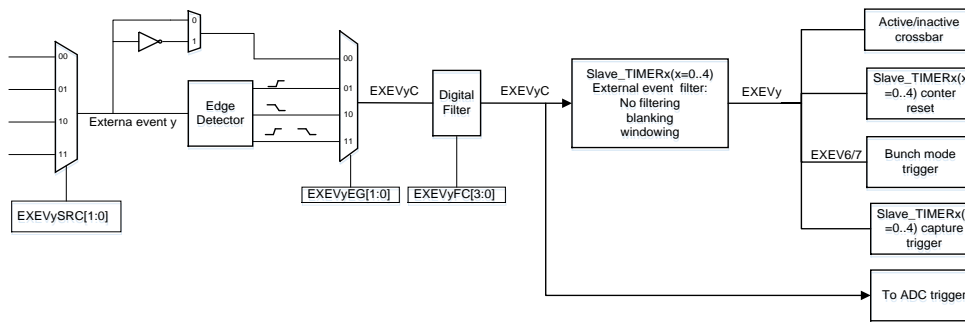 00
01
10
11
EXEVySRC[1:0]
Externa event y
0
1
Edge
Detector
00
01
10
11
EXEVyEG[1:0]
EXEVyC
Digital
Filter
EXEVyFC[3:0]
EXEVyC
Slave_TIMERx(x=0..4)
External event filter:
No filtering
blanking
windowing
EXEVy
EXEV6/7
Active/inactive
crossbar
Slave_TIMERx(x
=0..4) conter
reset
Bunch mode
trigger
Slave_TIMERx(
=0..4) capture
trigger
To ADC trigger